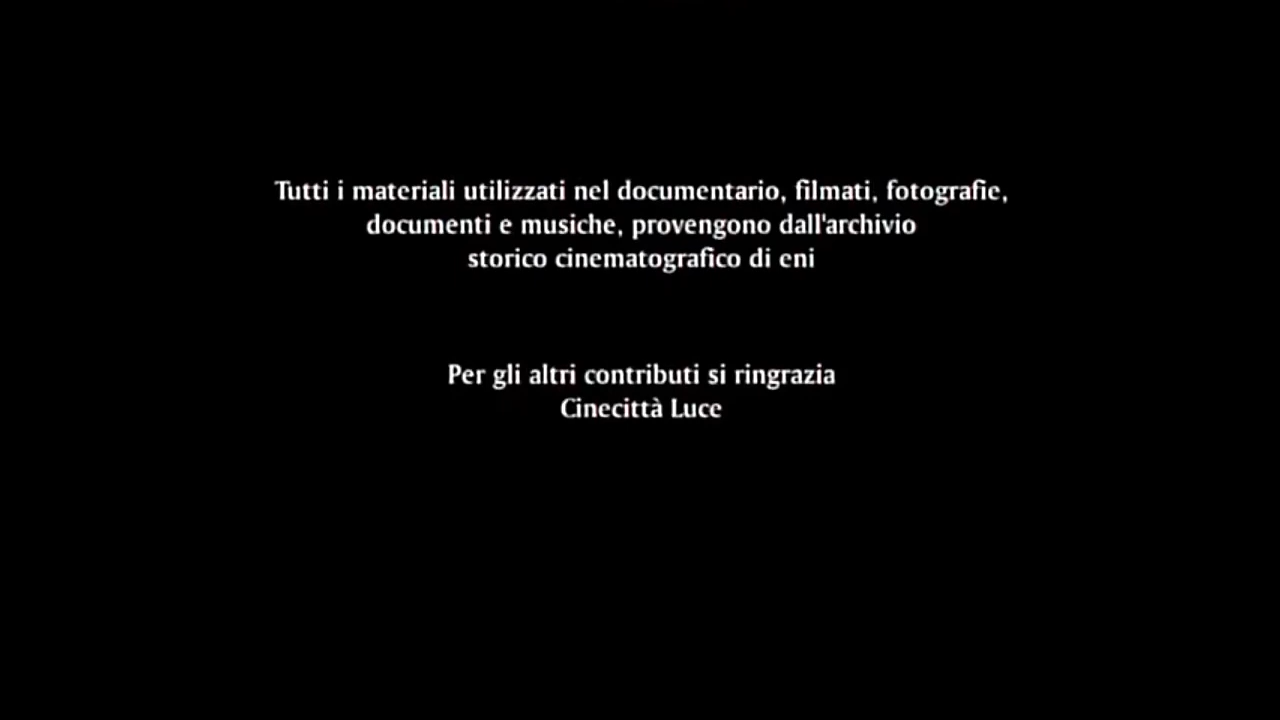 Tutti i materiali utilizzati nel documentario, filmati, fotografie,
documenti e musiche, provengono dall'archivio
storico cinematografico di eni
Per gli altri contributi si ringrazia
Cinecittà Luce